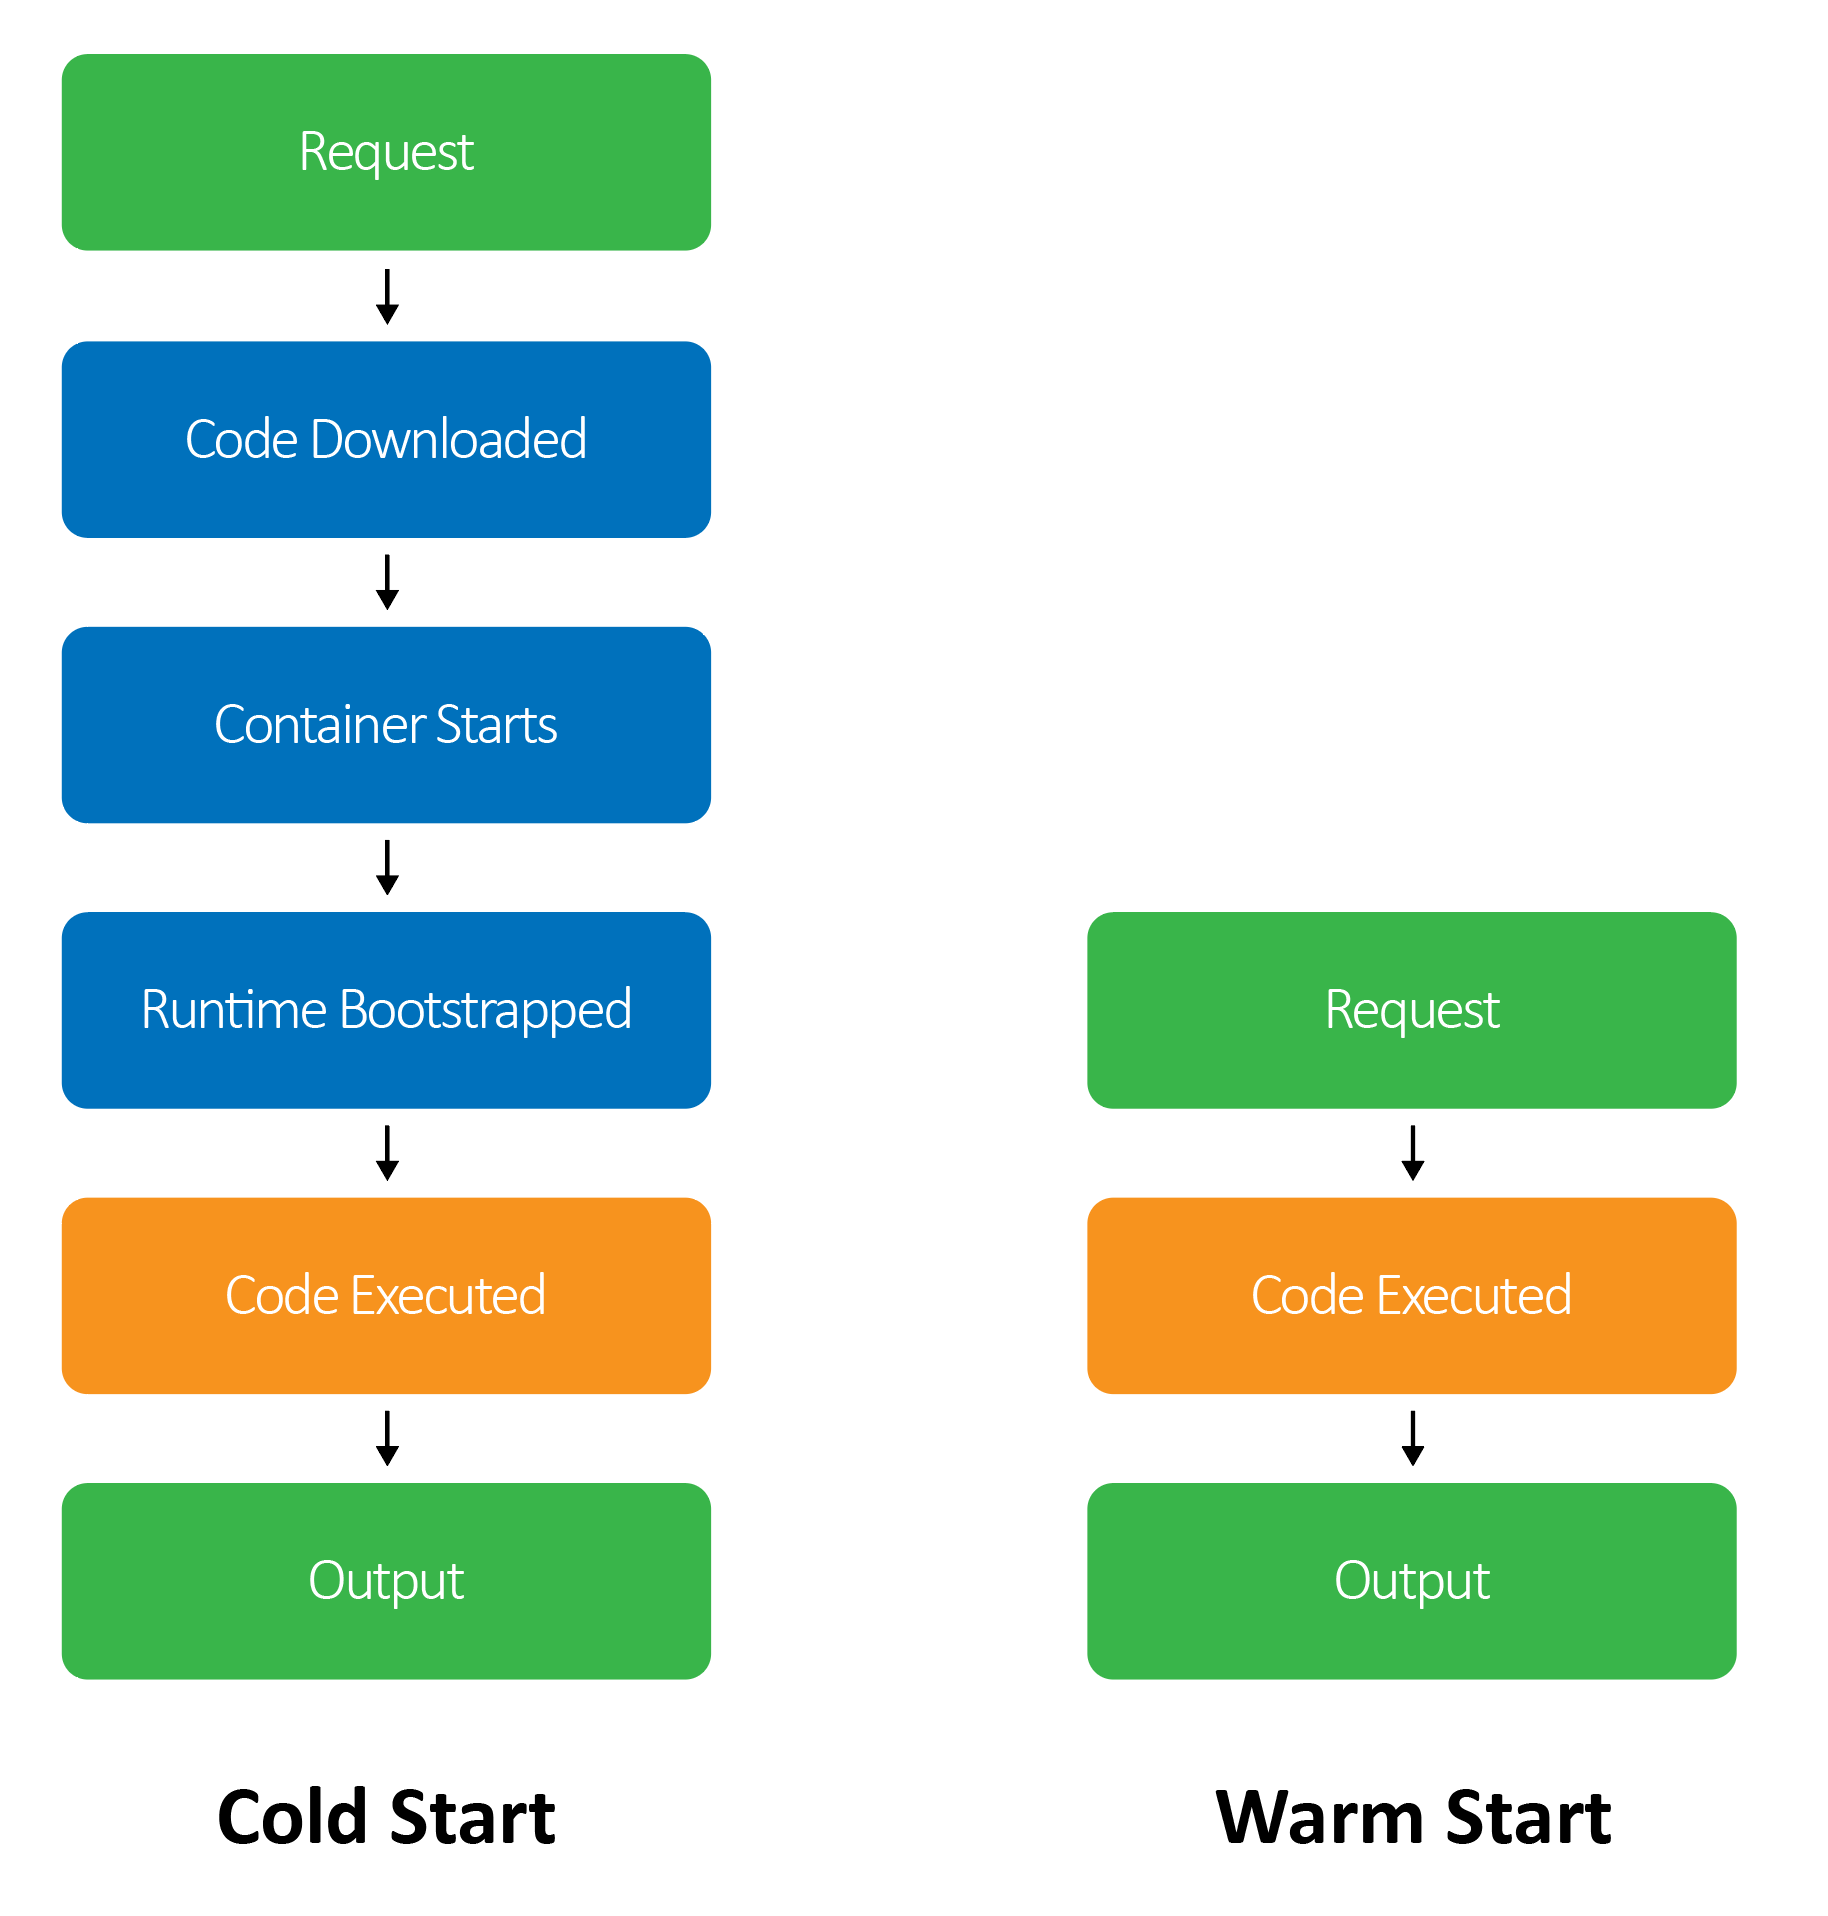 Request
Code Downloaded
Container Starts
Runtime Bootstrapped
Code Executed
Output
Cold Start
Request
Code Executed
Output
Warm Start